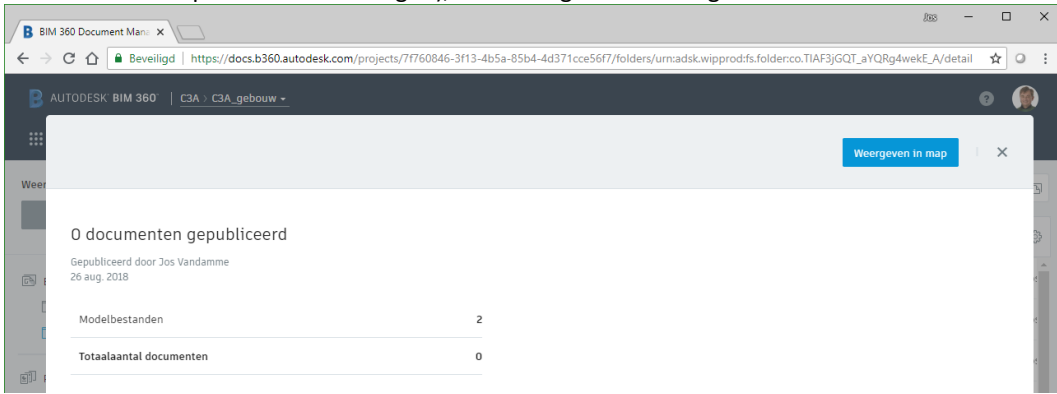 Jos
BIM 360 Document Mana
Beveiligd | https://docs.b360.autodesk.com/projects/7f760846-3f13-4b5a-85b4-4d371cce56f7/folders/urn:adsk.wipprod:fs.folder:co.TIAF3jGQT_aYQRg4wekE_A/detail
AUTODESK® BIM 360™ | C3A > C3A_gebouw
Weergeven in map
Weer
0 documenten gepubliceerd
Gepubliceerd door Jos Vandamme
26 aug. 2018
Modelbestanden 2
Totaalaantal documenten 0